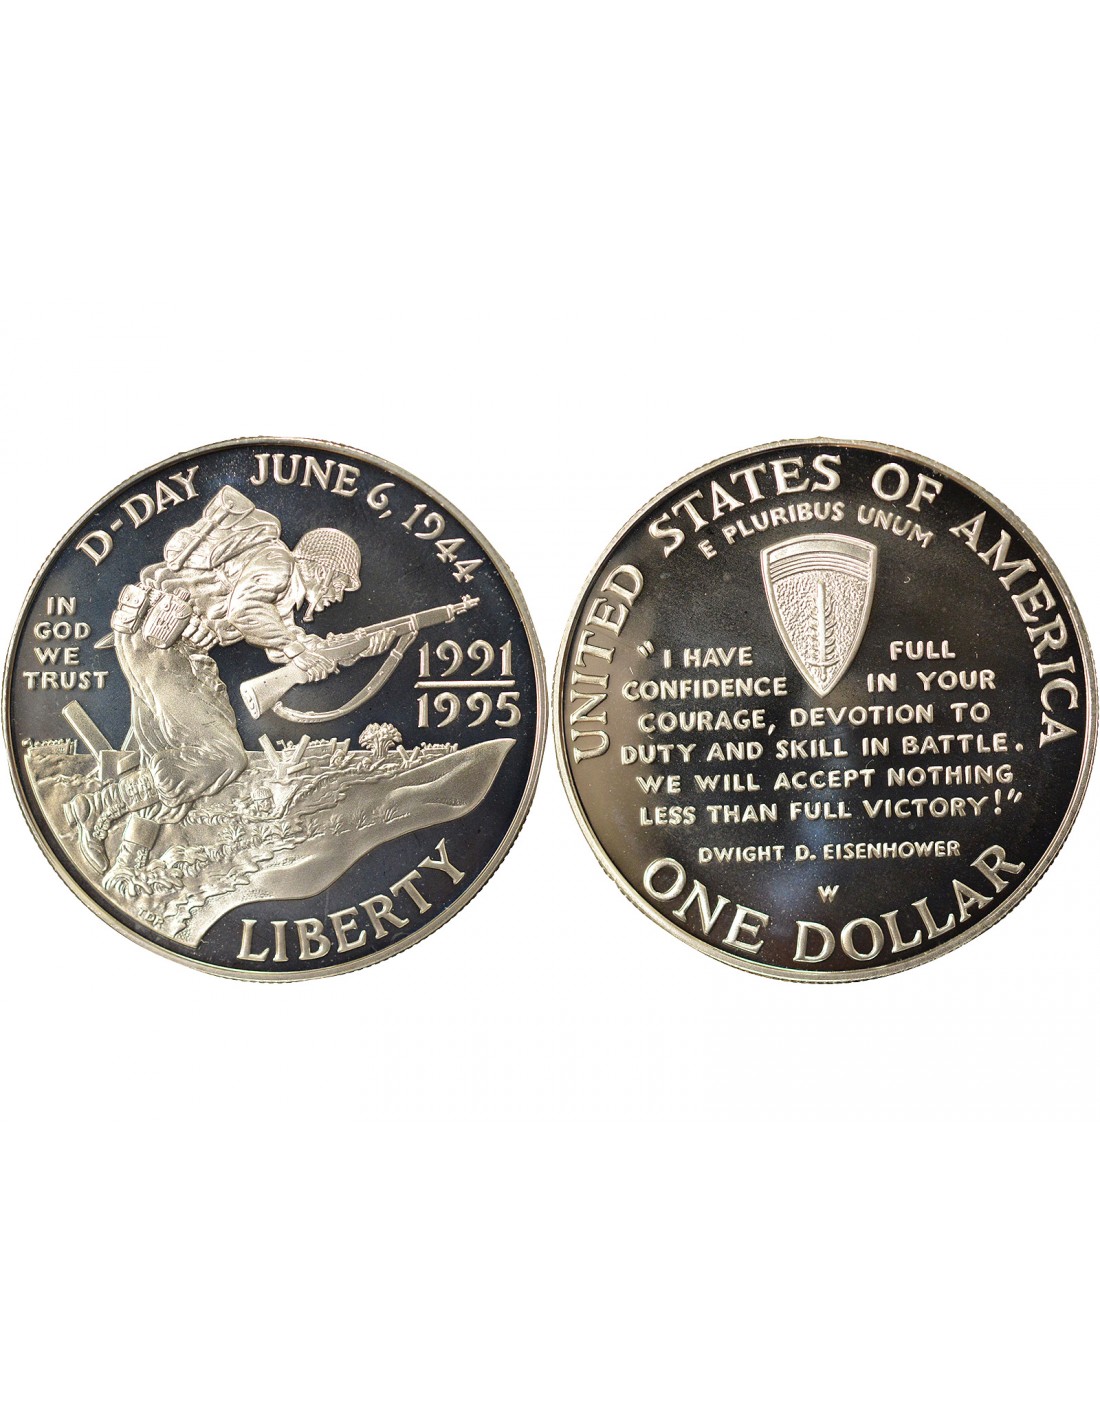 D-DAY JUNE 6, 1944
IN
GOD
WE
TRUST
1991
1995
TDR
LIBERTY
UNITED STATES OF AMERICA
E PLURIBUS UNUM
"I HAVE FULL
CONFIDENCE IN YOUR
COURAGE, DEVOTION TO
DUTY AND SKILL IN BATTLE.
WE WILL ACCEPT NOTHING
LESS THAN FULL VICTORY!"
DWIGHT D. EISENHOWER
W
ONE DOLLAR